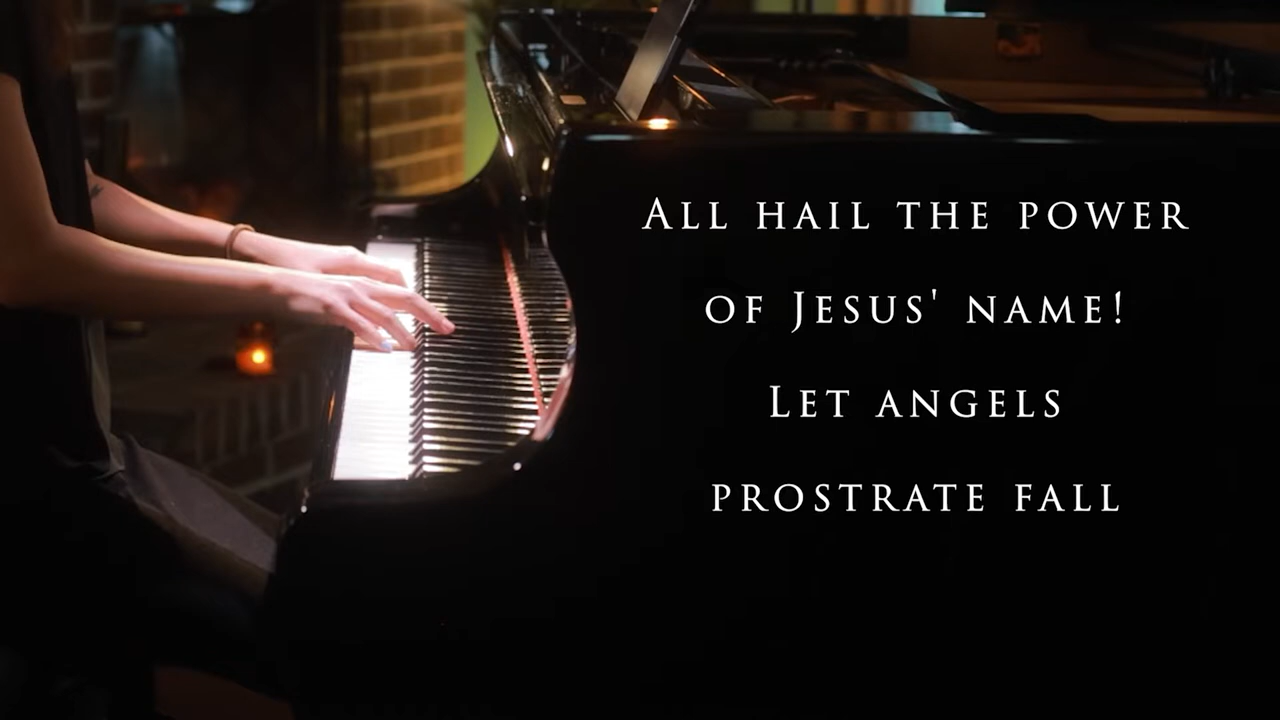 All hail the power
of Jesus' name!
Let angels
prostrate fall